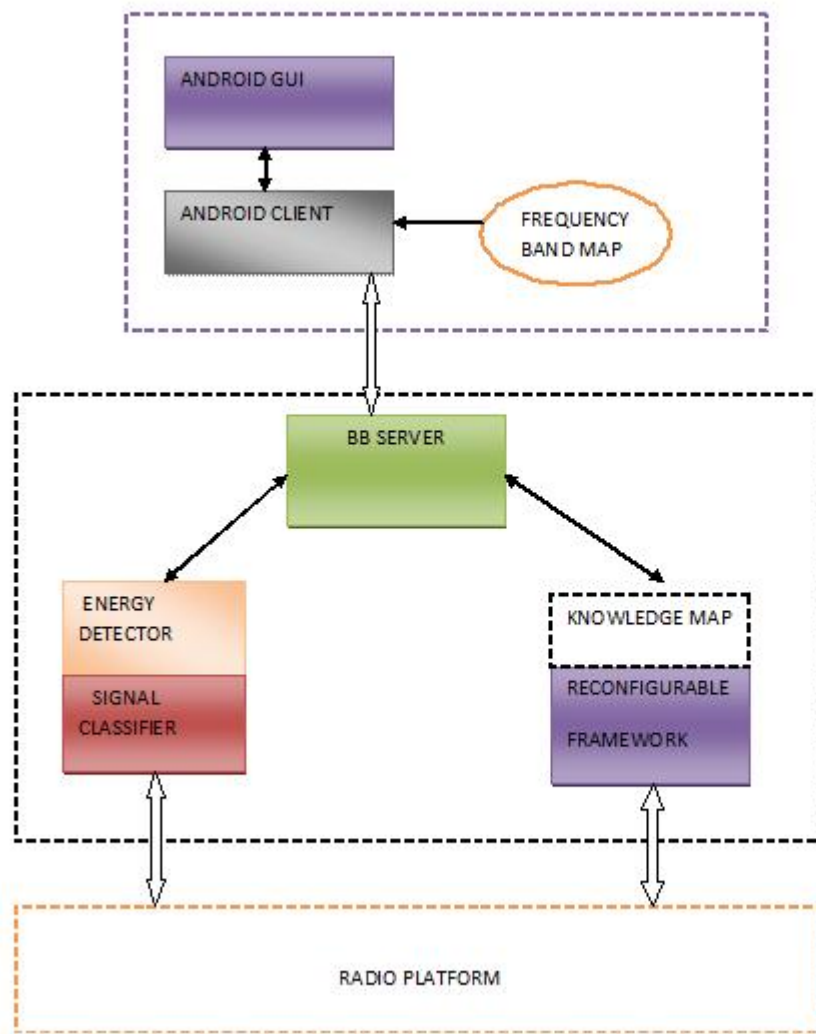 ANDROID GUI
ANDROID CLIENT
FREQUENCY
BAND MAP
BB SERVER
ENERGY
DETECTOR
SIGNAL
CLASSIFIER
KNOWLEDGE MAP
RECONFIGURABLE
FRAMEWORK
RADIO PLATFORM